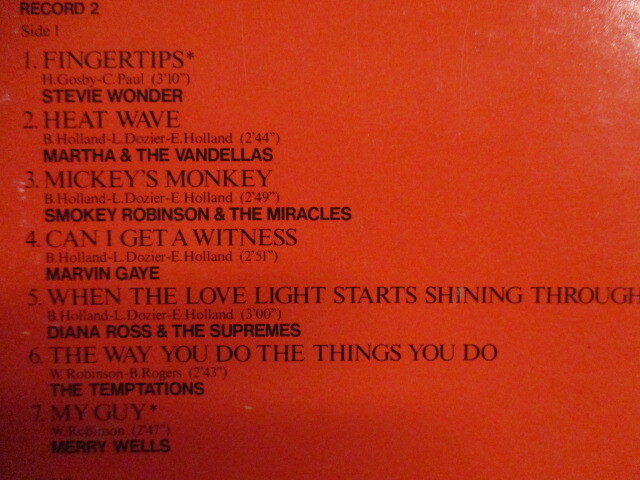 RECORD 2
Side 1
1. FINGERTIPS*
H.Gosby-C. Paul (3'10")
STEVIE WONDER
2. HEAT WAVE
B.Holland-L.Dozier-E.Holland (2'44")
MARTHA & THE VANDELLAS
3. MICKEY'S MONKEY
B.Holland-L.Dozier-E.Holland (2'49")
SMOKEY ROBINSON & THE MIRACLES
4. CAN I GET A WITNESS
B.Holland-L.Dozier-E.Holland (2'51")
MARVIN GAYE
5. WHEN THE LOVE LIGHT STARTS SHINING THROUGH
B.Holland-L.Dozier-E.Holland (3'00")
DIANA ROSS & THE SUPREMES
6. THE WAY YOU DO THE THINGS YOU DO
W.Robinson-B.Rogers (2'43")
THE TEMPTATIONS
7. MY GUY*
W.Robinson (2'47")
MERRY WELLS